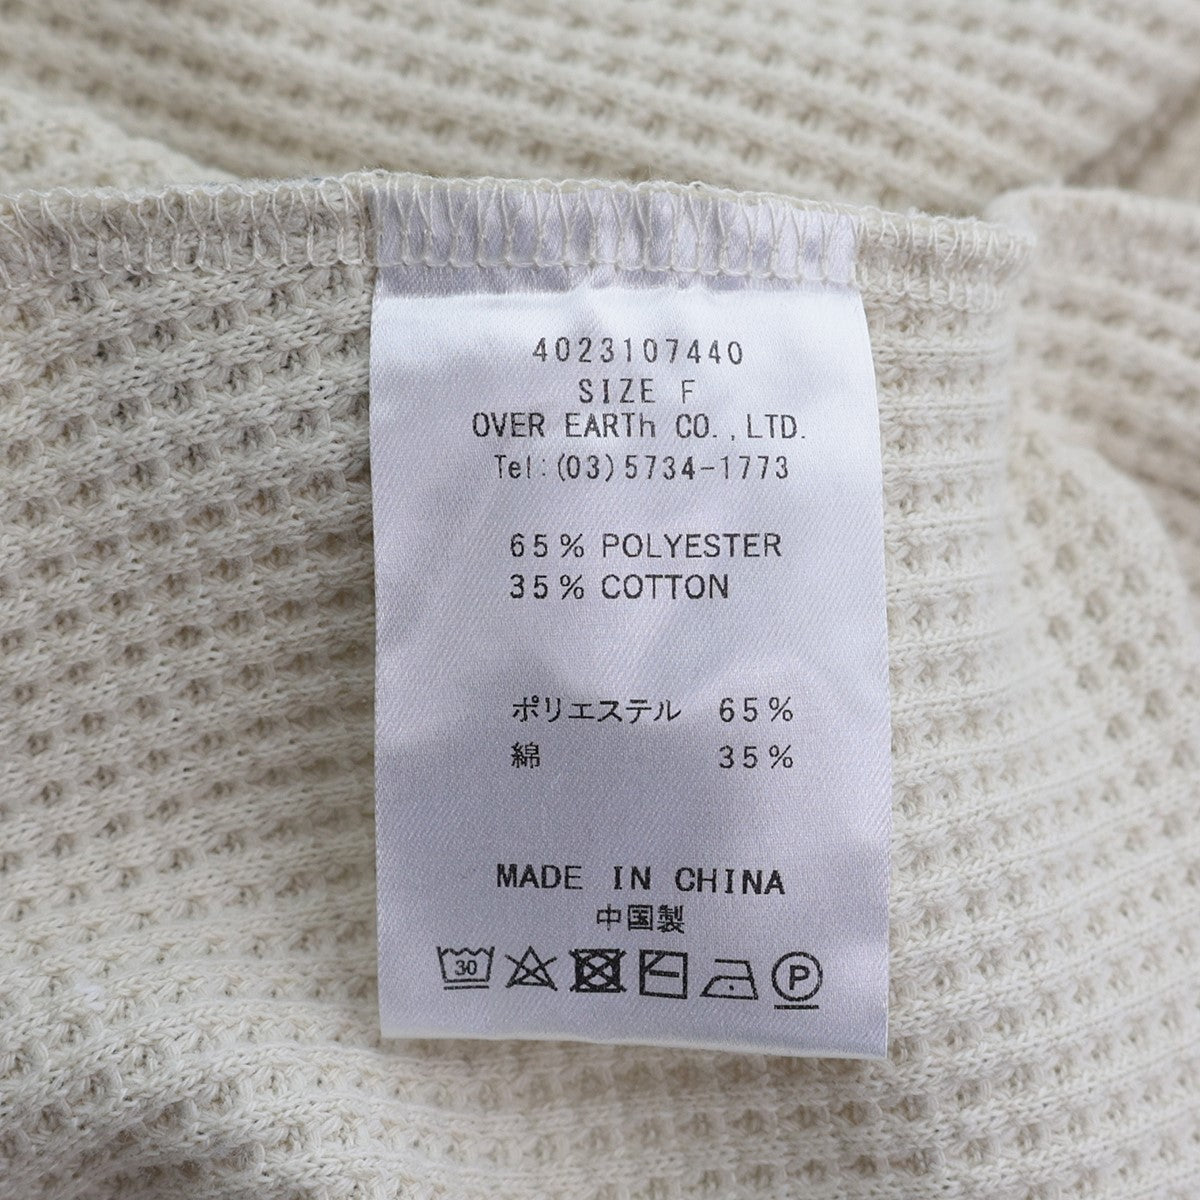 4023107440
SIZE F
OVER EARTh CO.,LTD.
Tel:(03)5734-1773
65% POLYESTER
35% COTTON
ポリエステル 65%
綿 35%
MADE IN CHINA
中国製
30 P